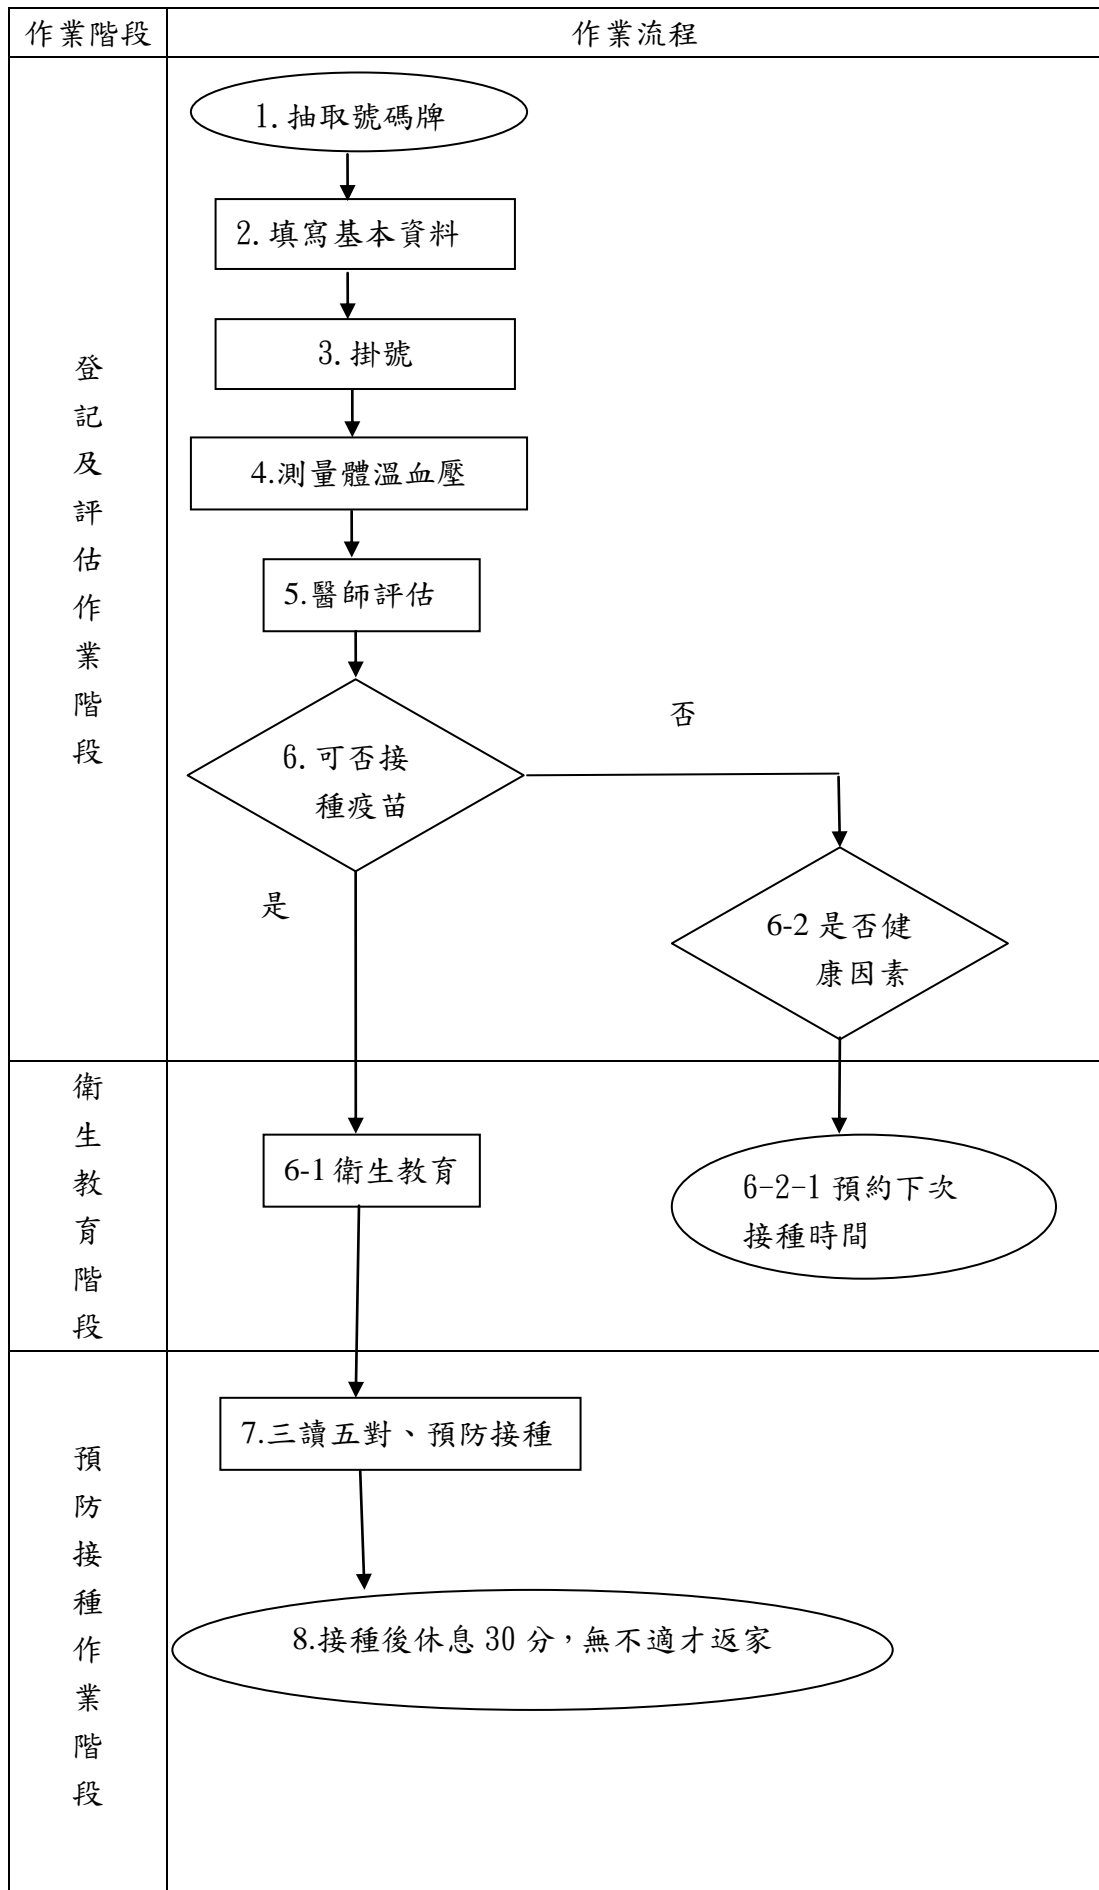 作業階段
作業流程
登記及評估作業階段
1.抽取號碼牌
2.填寫基本資料
3.掛號
4.測量體溫血壓
5.醫師評估
6.可否接
種疫苗
否
是
6-2 是否健
康因素
衛生教育階段
6-1 衛生教育
6-2-1 預約下次
接種時間
預防接種作業階段
7.三讀五對、預防接種
8.接種後休息 30 分，無不適才返家